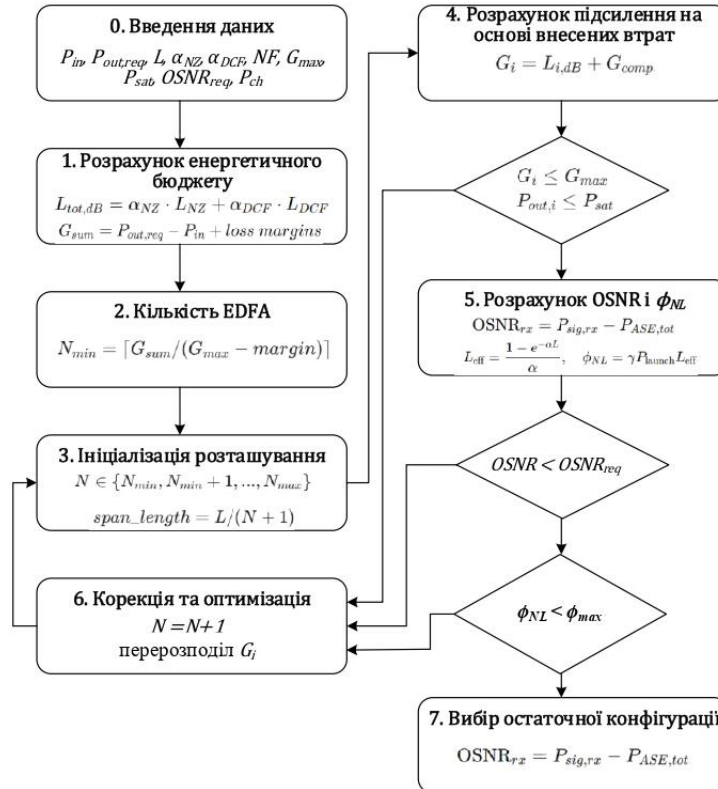 0. Введення даних
P_in, P_out,req, L, α_NZ, α_DCF, NF, G_max,
P_sat, OSNR_req, P_ch
1. Розрахунок енергетичного
бюджету
L_tot,dB = α_NZ · L_NZ + α_DCF · L_DCF
G_sum = P_out,req − P_in + loss margins
2. Кількість EDFA
N_min = ⌈G_sum/(G_max − margin)⌉
3. Ініціалізація розташування
N ∈ {N_min, N_min + 1, ..., N_max}
span_length = L/(N + 1)
4. Розрахунок підсилення на
основі внесених втрат
G_i = L_i,dB + G_comp
G_i ≤ G_max
P_out,i ≤ P_sat
5. Розрахунок OSNR і ϕ_NL
OSNR_rx = P_sig,rx − P_ASE,tot
L_eff = (1 − e^−αL)/α, ϕ_NL = γP_launch L_eff
OSNR < OSNR_req
6. Корекція та оптимізація
N = N+1
перерозподіл G_i
ϕ_NL < ϕ_max
7. Вибір остаточної конфігурації
OSNR_rx = P_sig,rx − P_ASE,tot